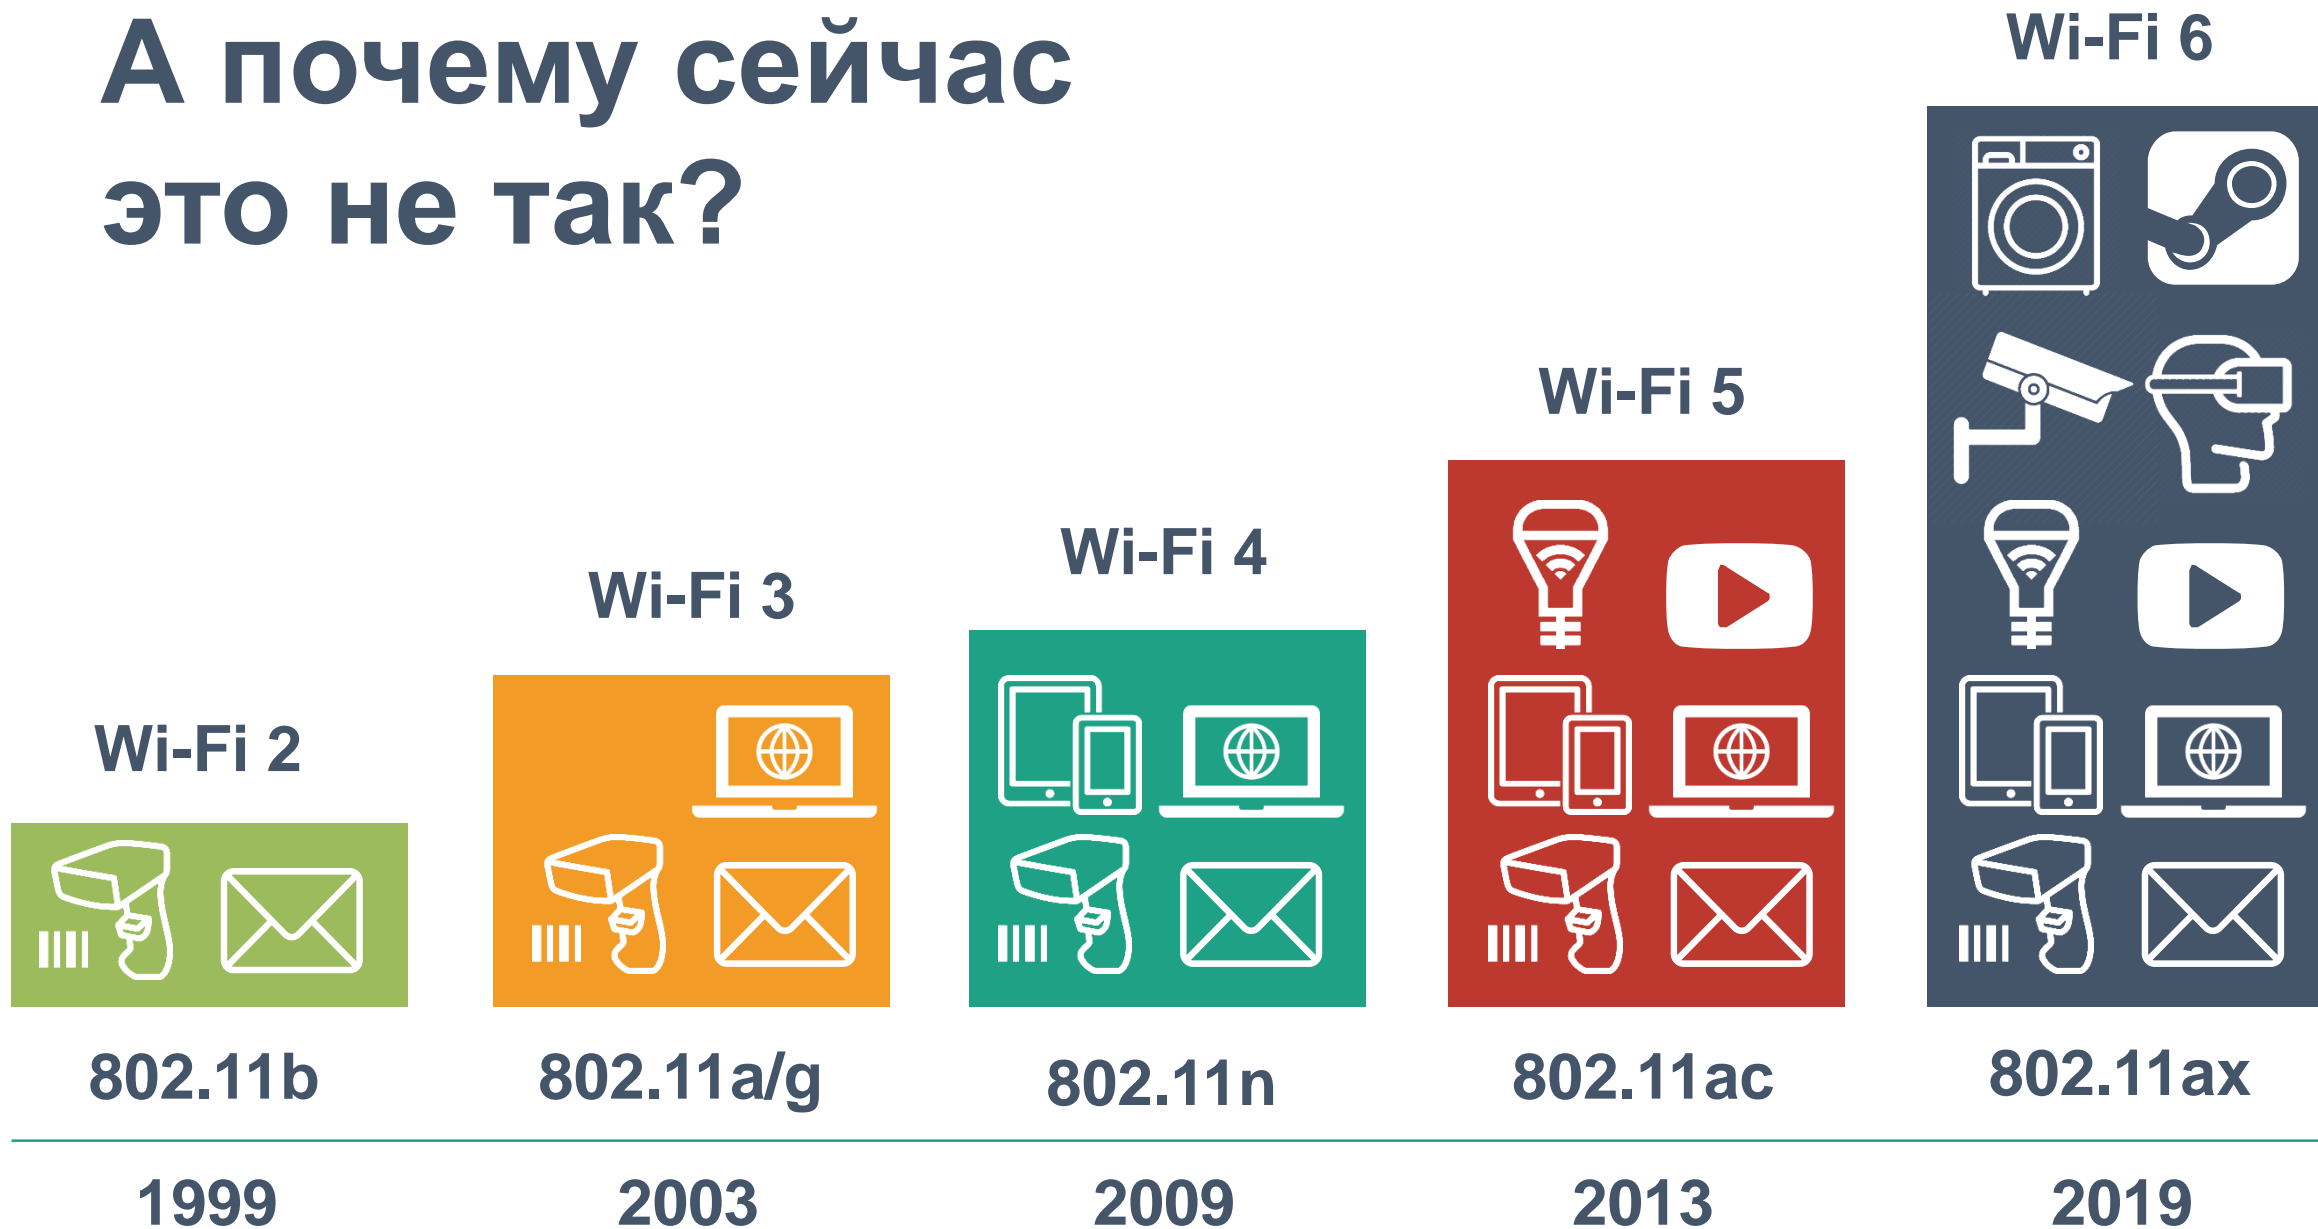 А почему сейчас
это не так?
Wi-Fi 6
Wi-Fi 5
Wi-Fi 4
Wi-Fi 3
Wi-Fi 2
802.11b
802.11a/g
802.11n
802.11ac
802.11ax
1999
2003
2009
2013
2019